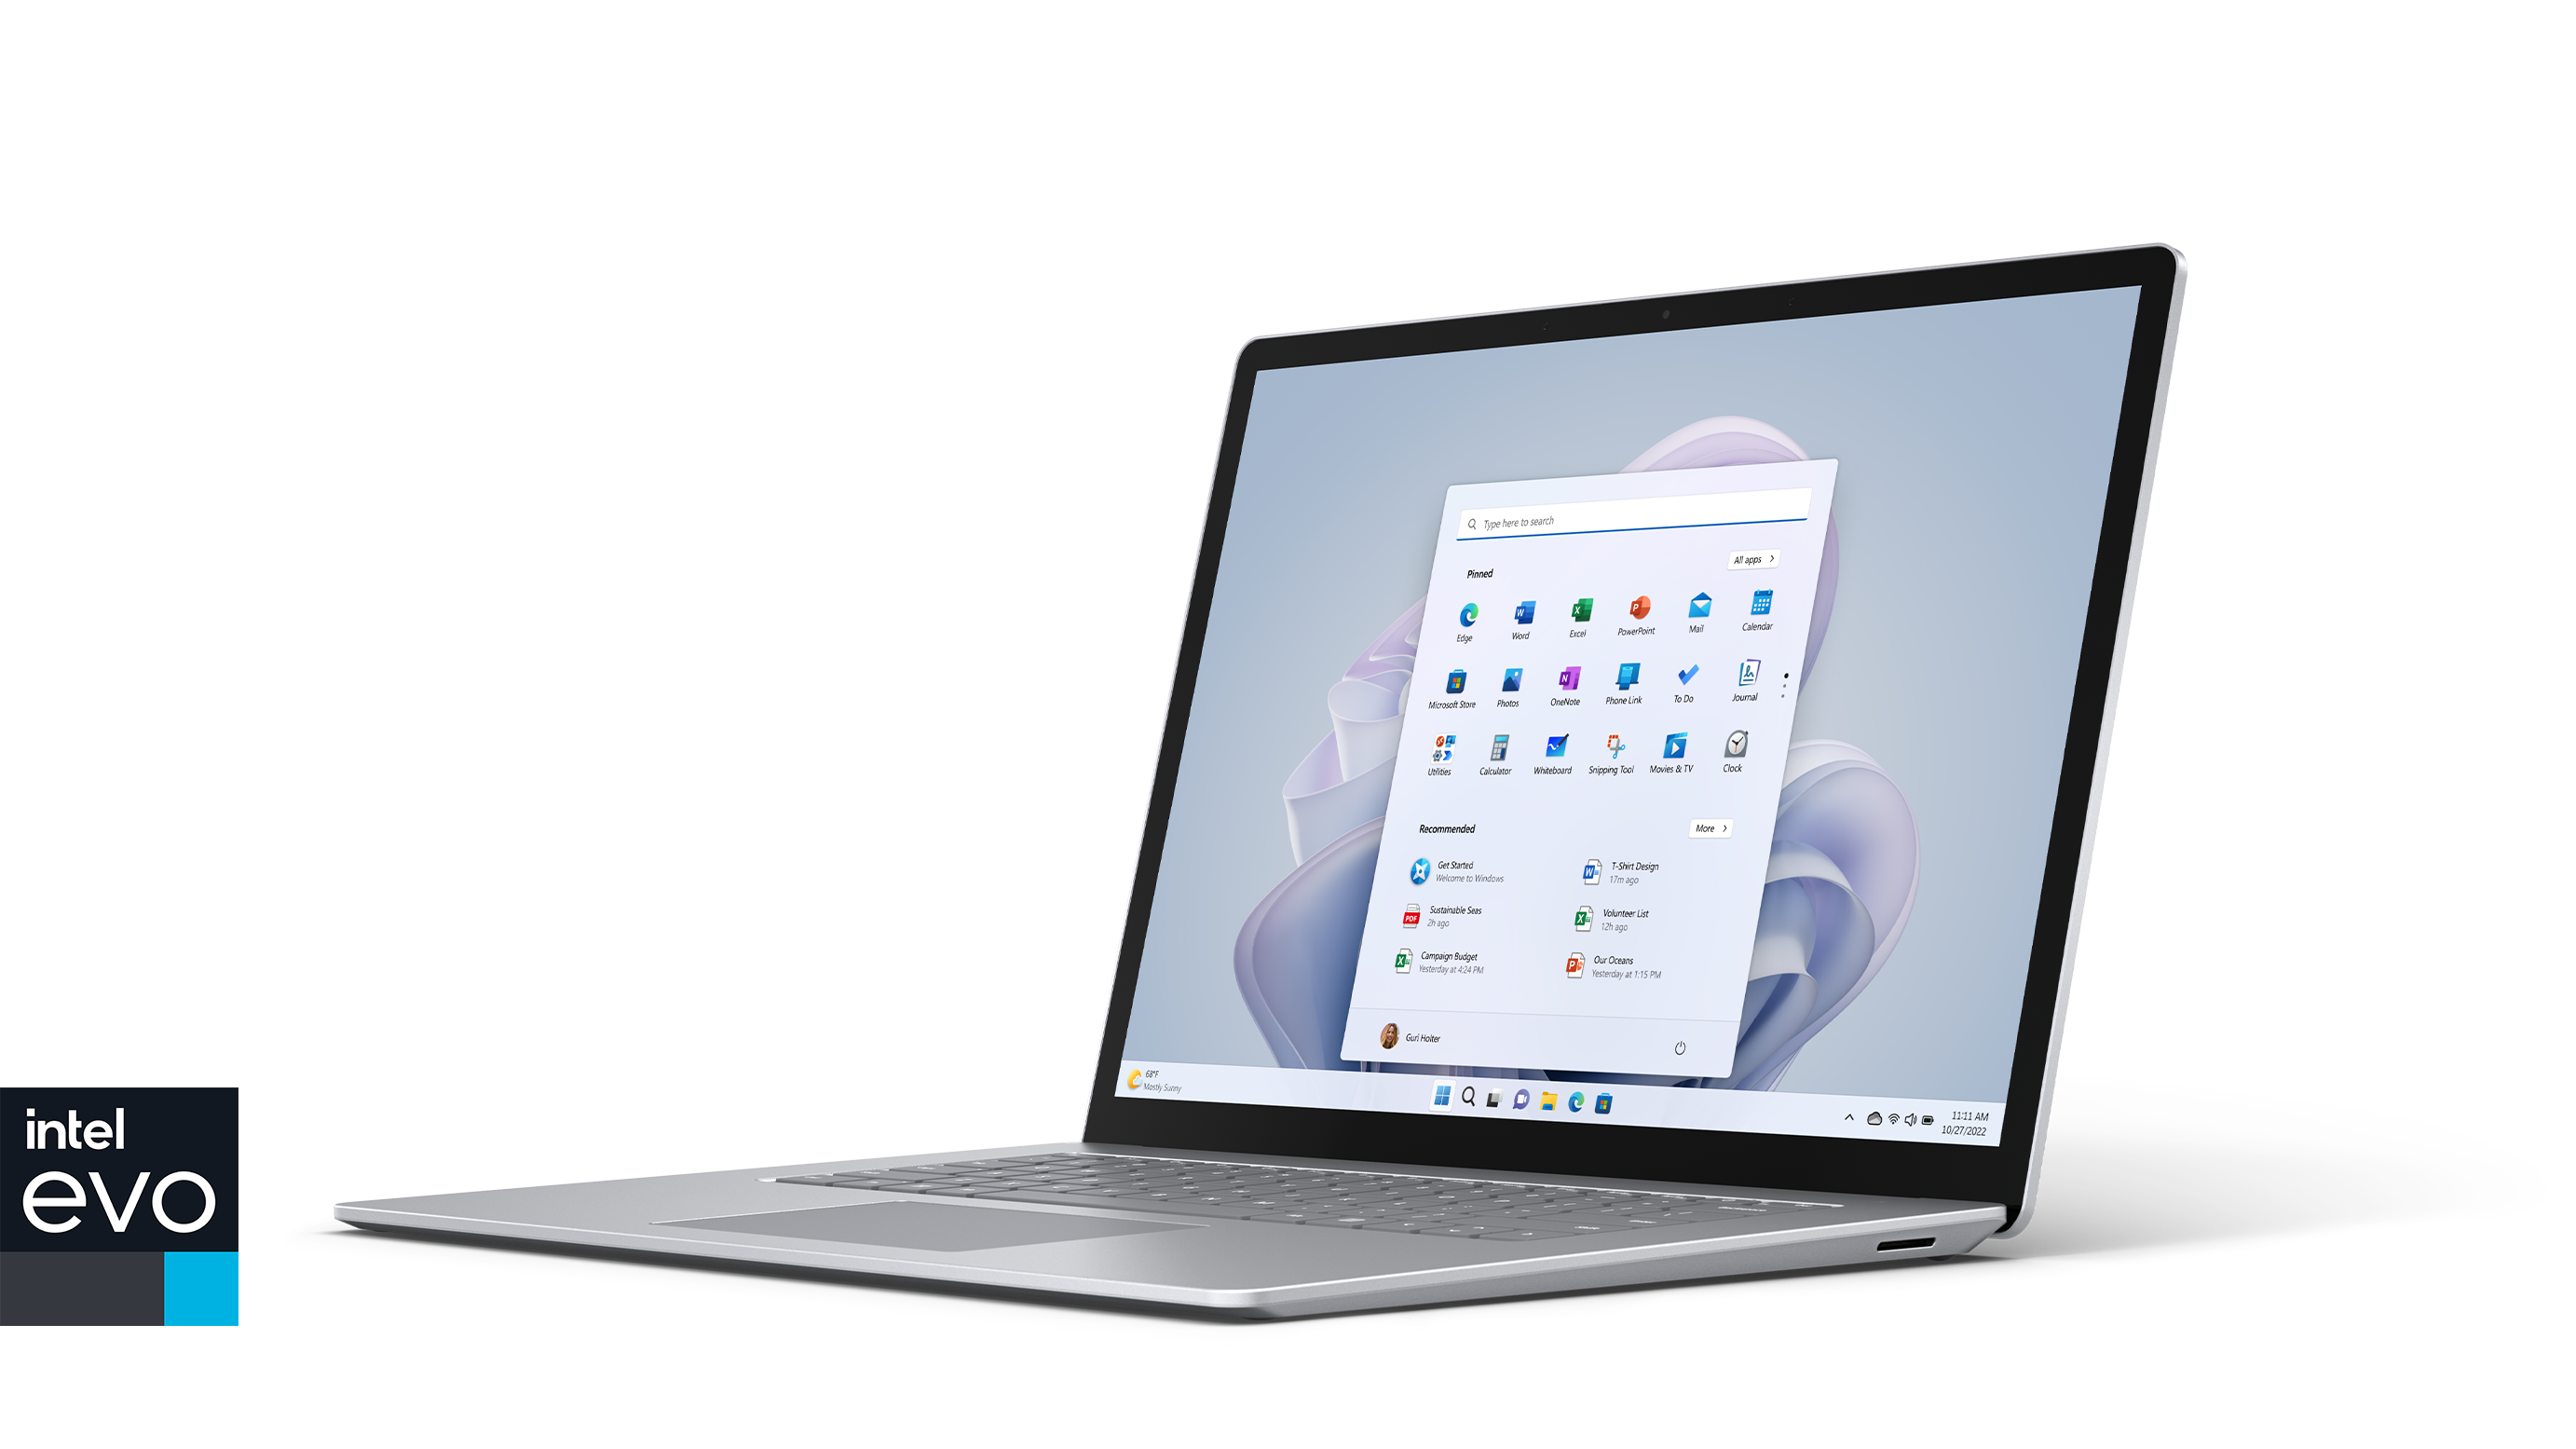 Type here to search
All apps >
Pinned
Edge
Word
Excel
PowerPoint
Mail
Calendar
Microsoft Store
Photos
OneNote
Phone Link
To Do
Journal
Utilities
Calculator
Whiteboard
Snipping Tool
Movies & TV
Clock
Recommended
More >
Get Started
Welcome to Windows
T-Shirt Design
17m ago
Sustainable Seas
2h ago
Volunteer List
12h ago
Campaign Budget
Yesterday at 4:24 PM
Our Oceans
Yesterday at 1:15 PM
Guri Holter
68°F
Mostly Sunny
11:11 AM
10/27/2022
intel
evo